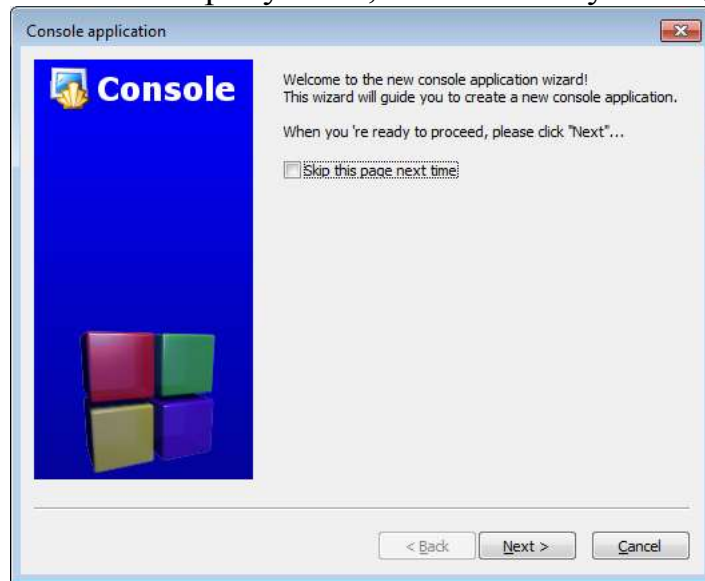 Console application
Console
Welcome to the new console application wizard!
This wizard will guide you to create a new console application.
When you 're ready to proceed, please click "Next"...
Skip this page next time
< Back
Next >
Cancel